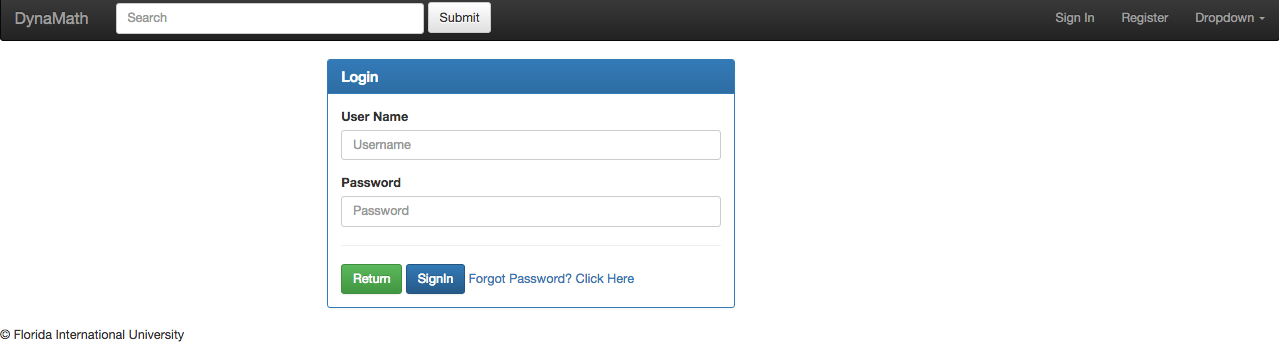 DynaMath Search Submit Sign In Register Dropdown
Login
User Name
Username
Password
Password
Return SignIn Forgot Password? Click Here
© Florida International University